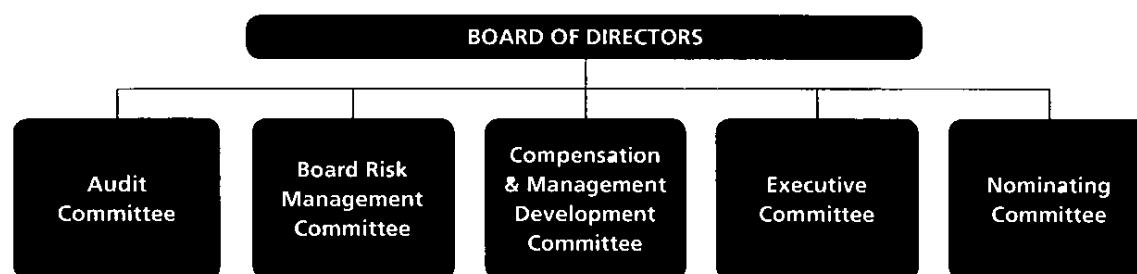 BOARD OF DIRECTORS
Audit
Committee
Board Risk
Management
Committee
Compensation
& Management
Development
Committee
Executive
Committee
Nominating
Committee